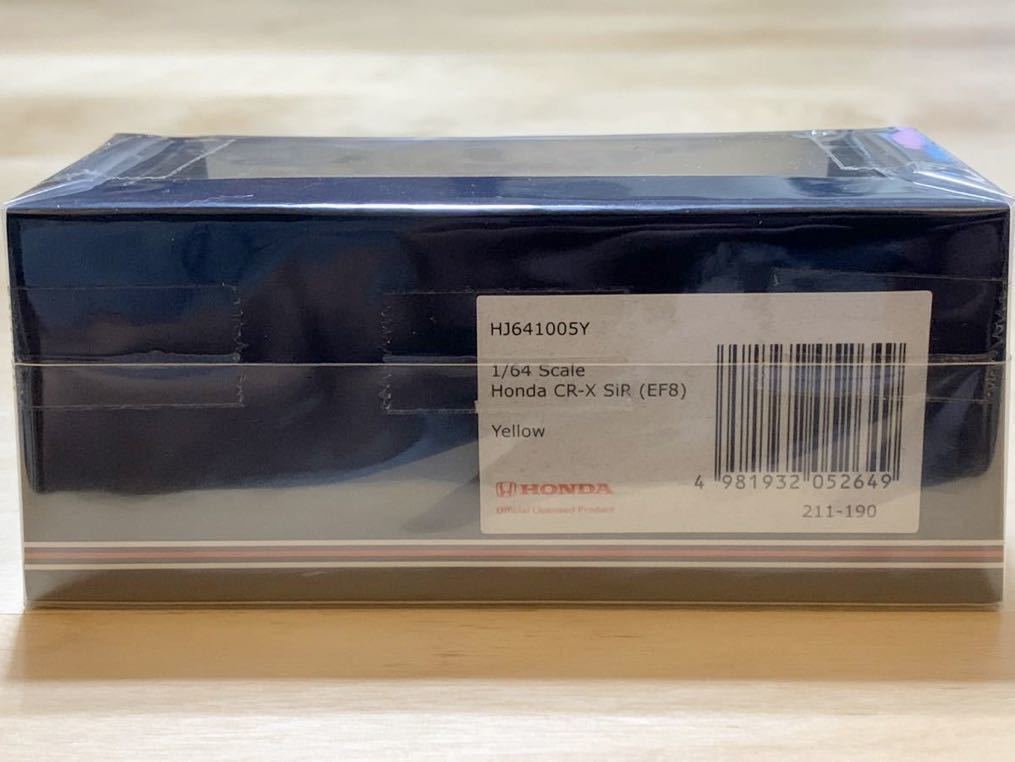 HJ641005Y
1/64 Scale
Honda CR-X SiR (EF8)
Yellow
HONDA
Official Licensed Product
4 981932 052649
211-190